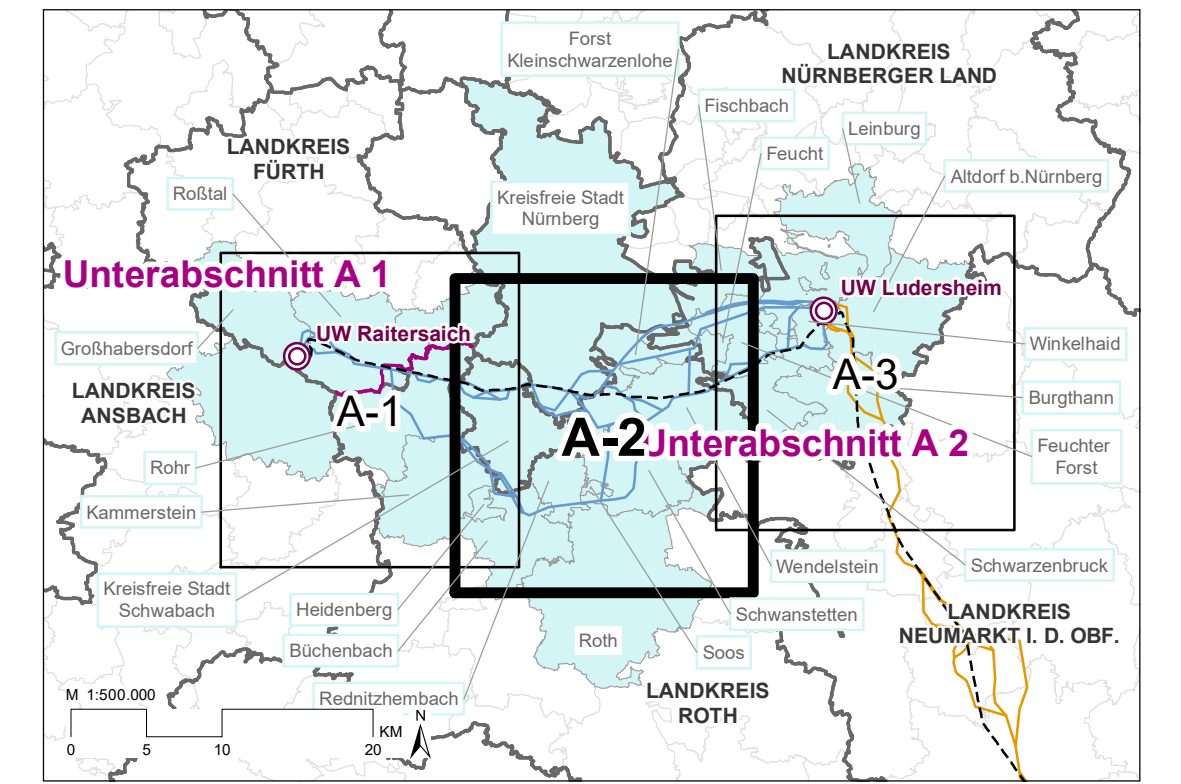 Forst
Kleinschwarzenlohe
LANDKREIS
NÜRNBERGER LAND
Fischbach
Leinburg
Feucht
LANDKREIS
FÜRTH
Altdorf b.Nürnberg
Roßtal
Kreisfreie Stadt
Nürnberg
Unterabschnitt A 1
UW Ludersheim
UW Raitersaich
Großhabersdorf
Winkelhaid
A-3
LANDKREIS
ANSBACH
A-1
Burgthann
A-2
Unterabschnitt A 2
Feuchter
Forst
Rohr
Kammerstein
Wendelstein
Schwarzenbruck
Kreisfreie Stadt
Schwabach
Heidenberg
Schwanstetten
LANDKREIS
NEUMARKT I. D. OBF.
Büchenbach
Roth
Soos
Rednitzhembach
LANDKREIS
ROTH
M 1:500.000
N
KM
0 5 10 20